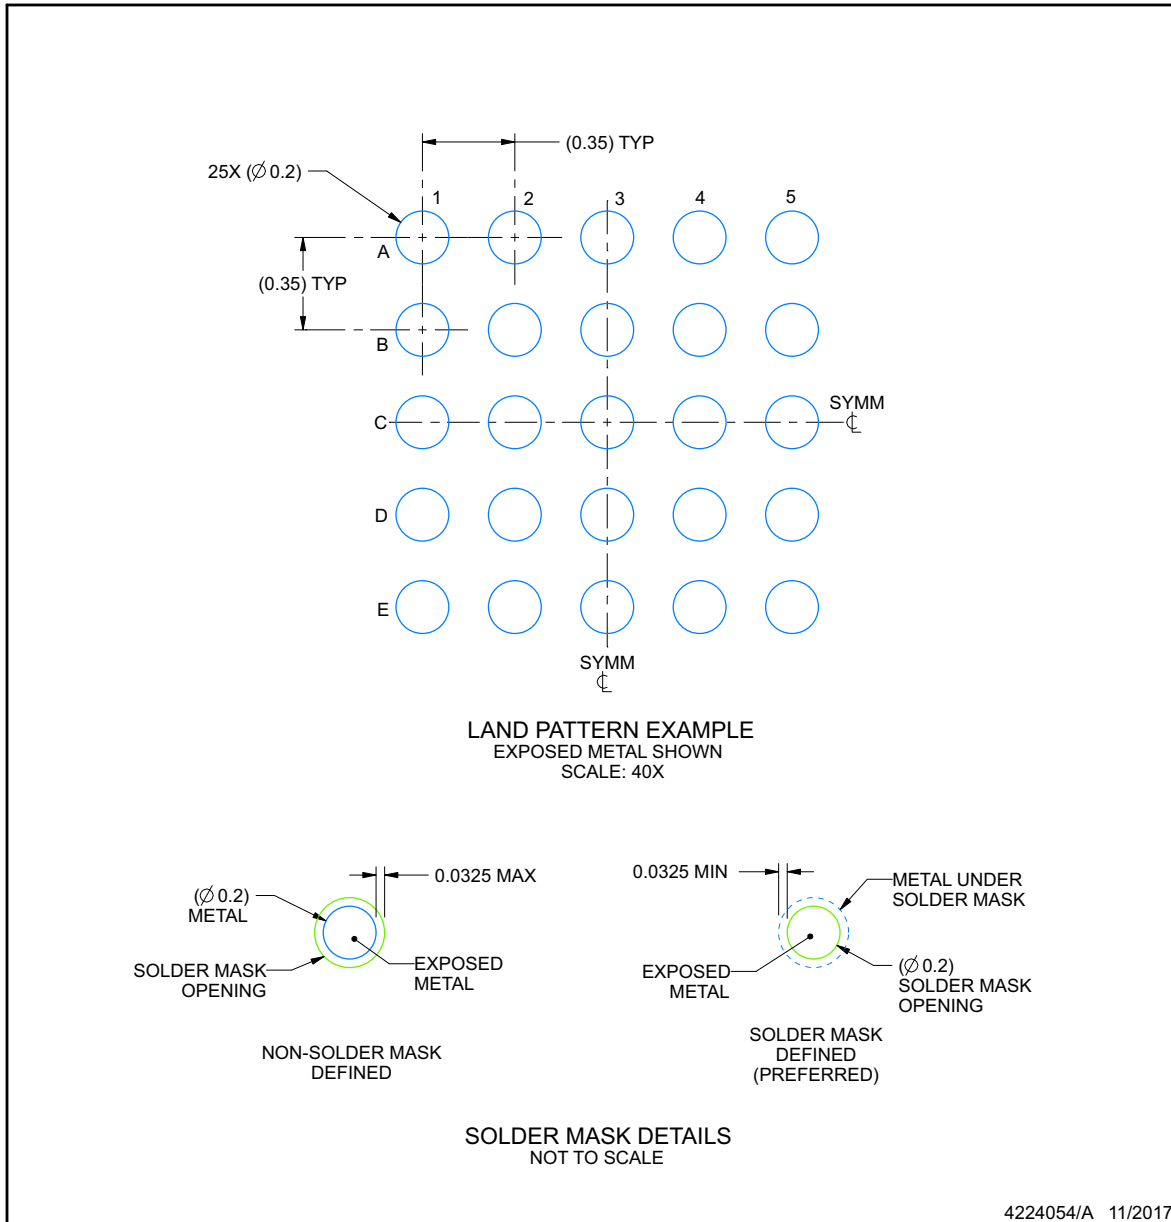 (0.35) TYP
25X (∅ 0.2)
1 2 3 4 5
A
(0.35) TYP
B
C
SYMM
℄
D
E
SYMM
℄
LAND PATTERN EXAMPLE
EXPOSED METAL SHOWN
SCALE: 40X
(∅ 0.2)
METAL
0.0325 MAX
SOLDER MASK
OPENING
EXPOSED
METAL
NON-SOLDER MASK
DEFINED
0.0325 MIN
METAL UNDER
SOLDER MASK
EXPOSED
METAL
(∅ 0.2)
SOLDER MASK
OPENING
SOLDER MASK
DEFINED
(PREFERRED)
SOLDER MASK DETAILS
NOT TO SCALE
4224054/A 11/2017